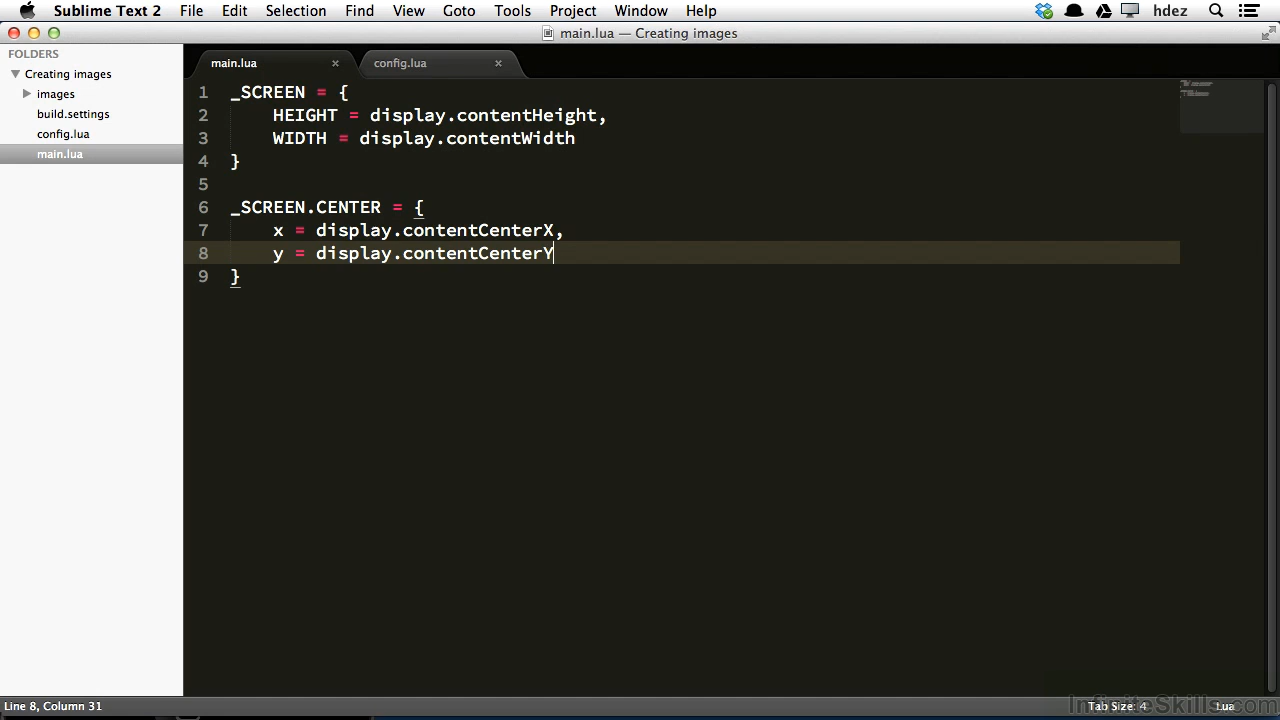 Sublime Text 2 File Edit Selection Find View Goto Tools Project Window Help hdez
main.lua — Creating images
FOLDERS
Creating images
images
build.settings
config.lua
main.lua
main.lua × config.lua ×
1 _SCREEN = {
2 HEIGHT = display.contentHeight,
3 WIDTH = display.contentWidth
4 }
5
6 _SCREEN.CENTER = {
7 x = display.contentCenterX,
8 y = display.contentCenterY
9 }
Line 8, Column 31 Tab Size: 4 Lua
InfiniteSkills.com